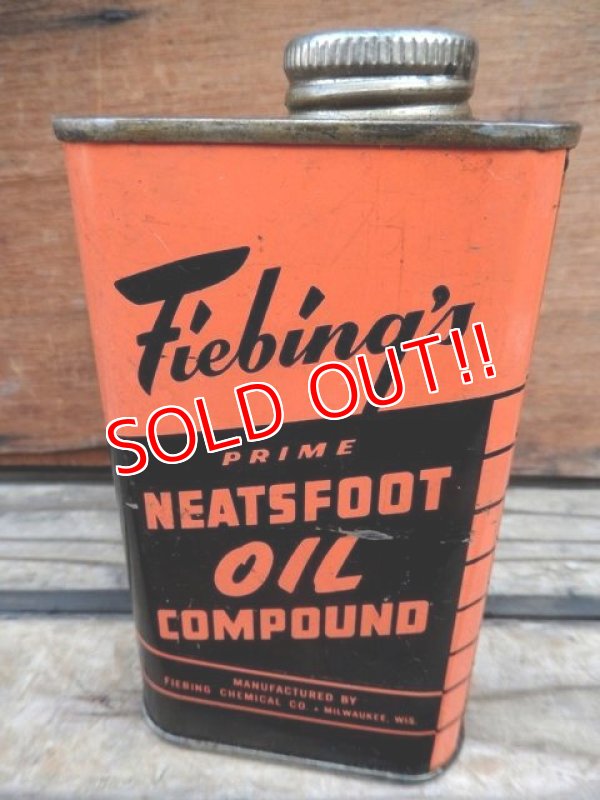 Fiebing's
SOLD OUT!!
PRIME
NEATSFOOT
OIL
COMPOUND
MANUFACTURED BY
FIEBING CHEMICAL CO. • MILWAUKEE, WIS.